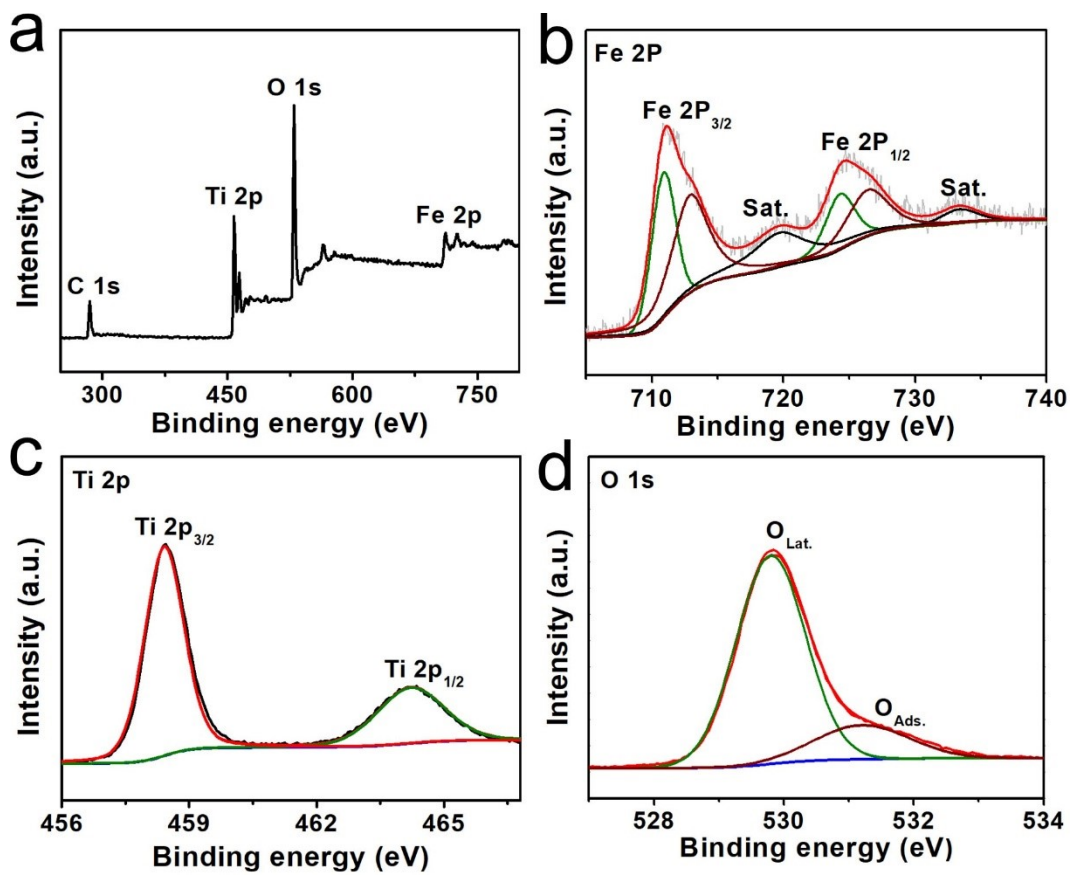 a
C 1s
Ti 2p
O 1s
Fe 2p
Intensity (a.u.)
300
450
600
750
Binding energy (eV)
b
Fe 2P
Fe 2P3/2
Sat.
Fe 2P1/2
Sat.
Intensity (a.u.)
710
720
730
740
Binding energy (eV)
c
Ti 2p
Ti 2p3/2
Ti 2p1/2
Intensity (a.u.)
456
459
462
465
Binding energy (eV)
d
O 1s
OLat.
OAds.
Intensity (a.u.)
528
530
532
534
Binding energy (eV)